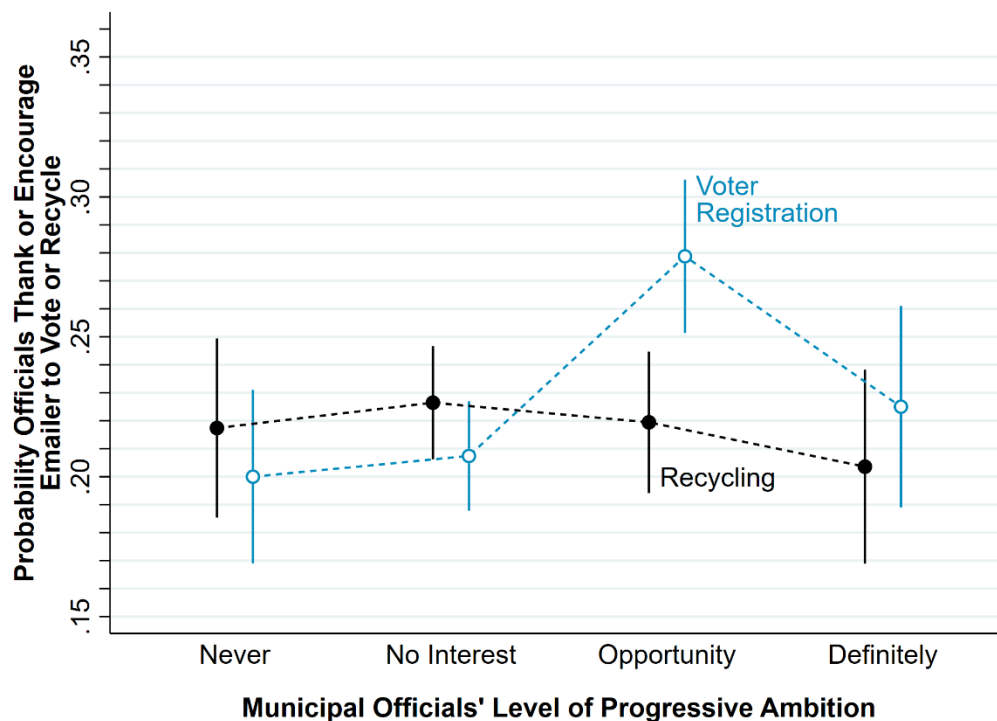 Probability Officials Thank or Encourage
Emailer to Vote or Recycle
.35
.30
.25
.20
.15
Voter
Registration
Recycling
Never
No Interest
Opportunity
Definitely
Municipal Officials' Level of Progressive Ambition